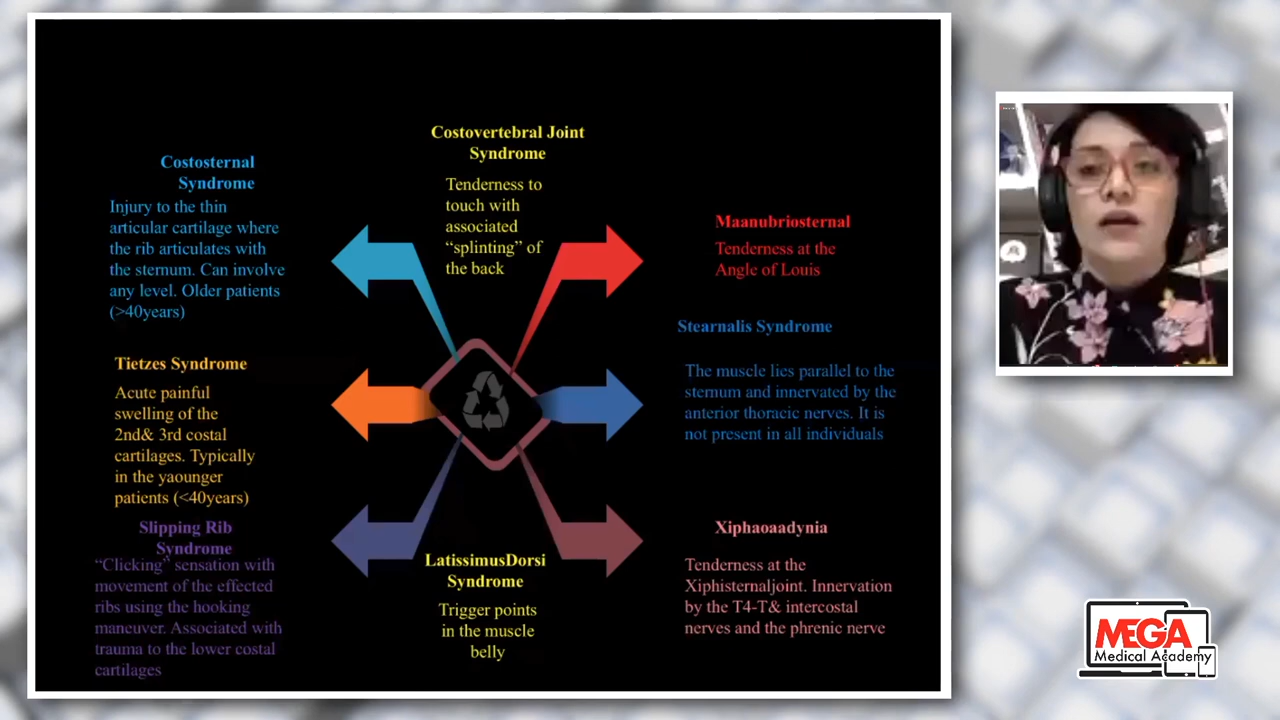 Costovertebral Joint
Syndrome
Tenderness to
touch with
associated
“splinting” of
the back
Costosternal
Syndrome
Injury to the thin
articular cartilage where
the rib articulates with
the sternum. Can involve
any level. Older patients
(>40years)
Maanubriosternal
Tenderness at the
Angle of Louis
Stearnalis Syndrome
The muscle lies parallel to the
sternum and innervated by the
anterior thoracic nerves. It is
not present in all individuals
Tietzes Syndrome
Acute painful
swelling of the
2nd& 3rd costal
cartilages. Typically
in the yaounger
patients (<40years)
Slipping Rib
Syndrome
“Clicking” sensation with
movement of the effected
ribs using the hooking
maneuver. Associated with
trauma to the lower costal
cartilages
LatissimusDorsi
Syndrome
Trigger points
in the muscle
belly
Xiphaoaadynia
Tenderness at the
Xiphisternaljoint. Innervation
by the T4-T& intercostal
nerves and the phrenic nerve
MEGA
Medical Academy